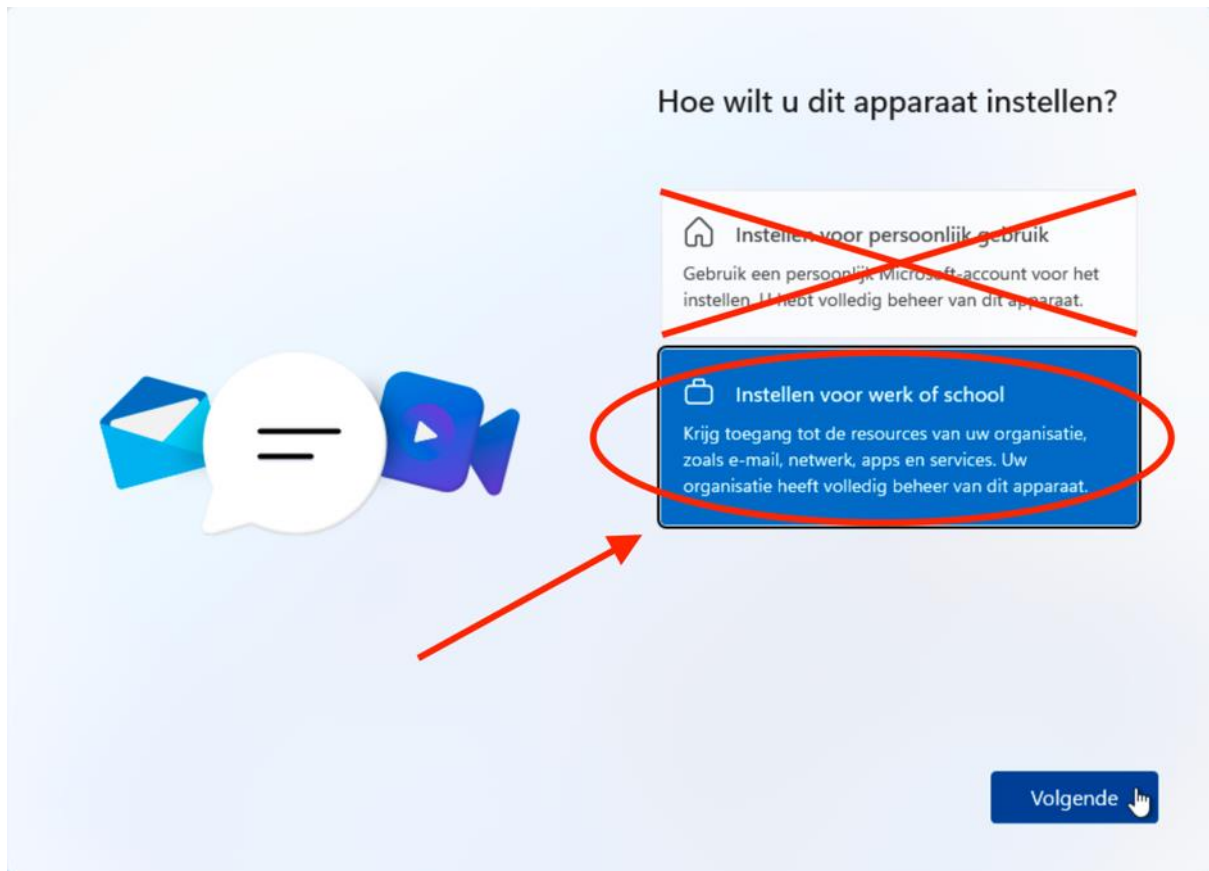 Hoe wilt u dit apparaat instellen?
Instellen voor persoonlijk gebruik
Gebruik een persoonlijk Microsoft-account voor het
instellen. U hebt volledig beheer van dit apparaat.
Instellen voor werk of school
Krijg toegang tot de resources van uw organisatie,
zoals e-mail, netwerk, apps en services. Uw
organisatie heeft volledig beheer van dit apparaat.
Volgende